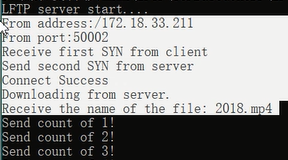 LFTP server start....
From address:/172.18.33.211
From port:50002
Receive first SYN from client
Send second SYN from server
Connect Success
Downloading from server.
Receive the name of the file: 2018.mp4
Send count of 1!
Send count of 2!
Send count of 3!